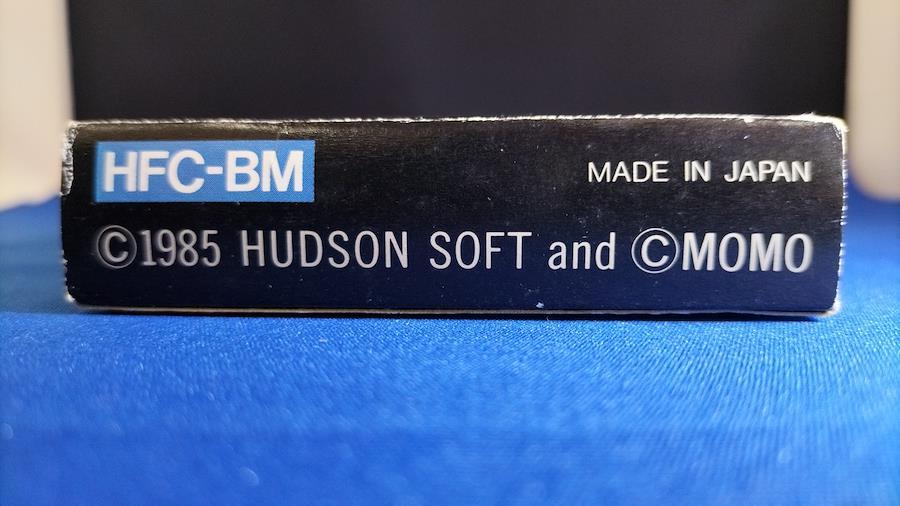 HFC-BM
MADE IN JAPAN
©1985 HUDSON SOFT and ©MOMO